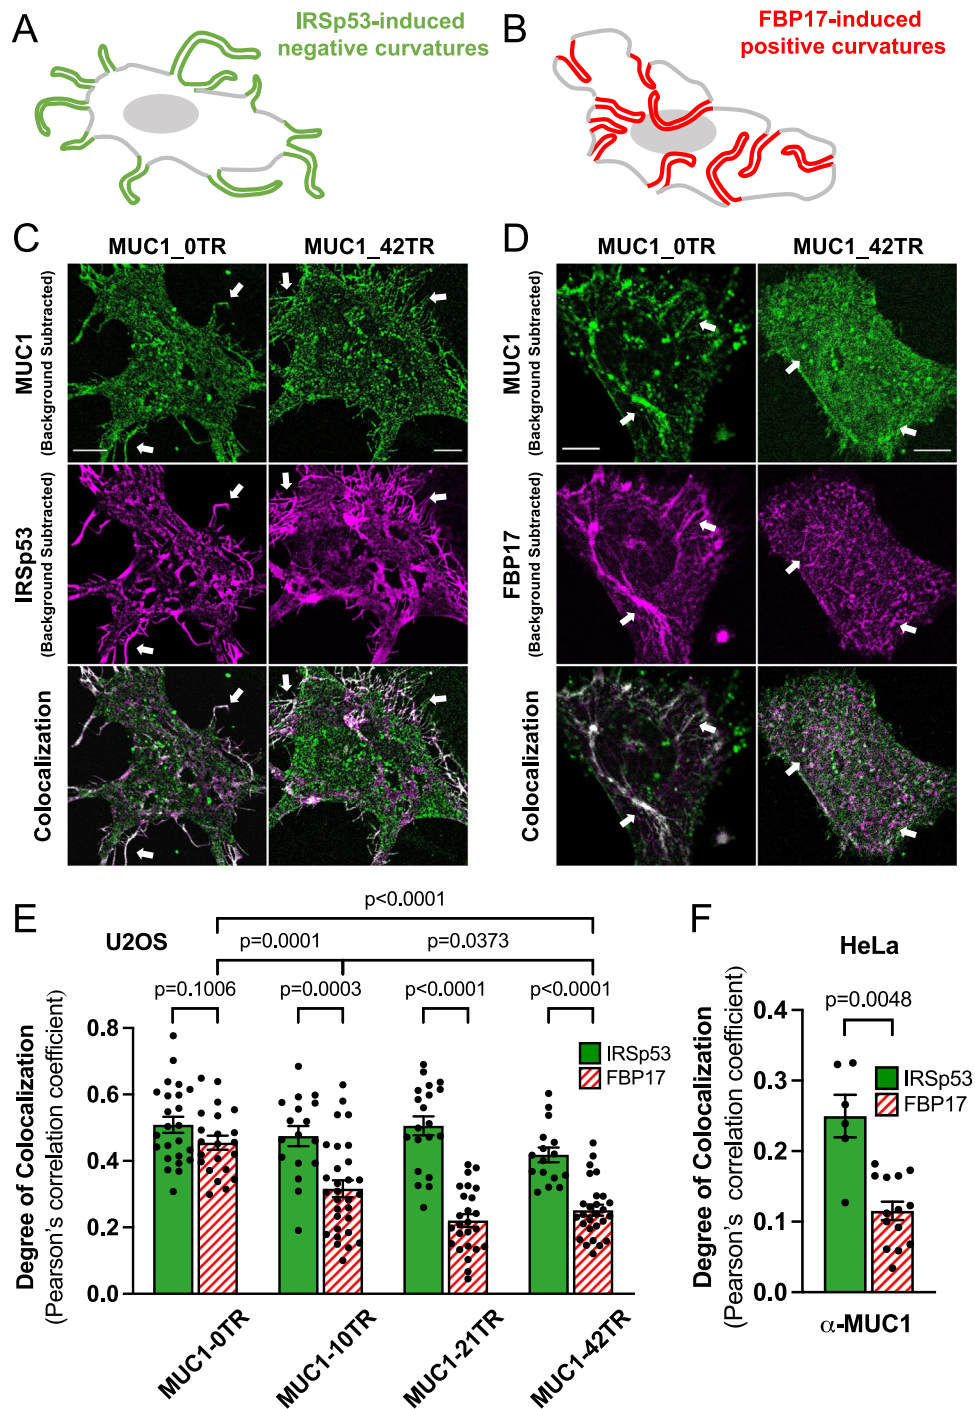 A
IRSp53-induced
negative curvatures
B
FBP17-induced
positive curvatures
C
MUC1_0TR
MUC1_42TR
D
MUC1_0TR
MUC1_42TR
MUC1
(Background Subtracted)
IRSp53
(Background Subtracted)
Colocalization
MUC1
(Background Subtracted)
FBP17
(Background Subtracted)
Colocalization
E
U2OS
p<0.0001
p=0.0001
p=0.0373
p=0.1006
p=0.0003
p<0.0001
p<0.0001
Degree of Colocalization
(Pearson's correlation coefficient)
0.8
0.6
0.4
0.2
0.0
IRSp53
FBP17
MUC1-0TR
MUC1-10TR
MUC1-21TR
MUC1-42TR
F
HeLa
p=0.0048
Degree of Colocalization
(Pearson's correlation coefficient)
0.4
0.3
0.2
0.1
0.0
IRSp53
FBP17
α-MUC1